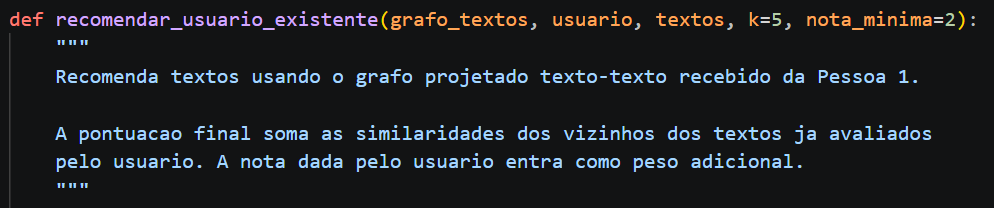 def recomendar_usuario_existente(grafo_textos, usuario, textos, k=5, nota_minima=2):
"""
Recomenda textos usando o grafo projetado texto-texto recebido da Pessoa 1.
A pontuacao final soma as similaridades dos vizinhos dos textos ja avaliados
pelo usuario. A nota dada pelo usuario entra como peso adicional.
"""